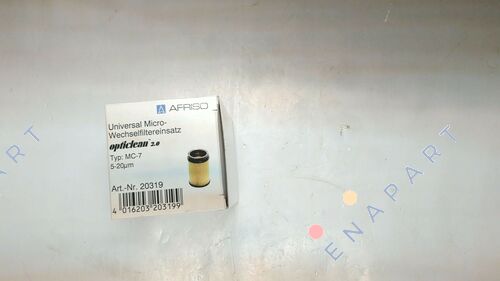 AFRISO
Universal Micro-
Wechselfiltereinsatz
opticlean 2.0
Typ: MC-7
5-20µm
Art.-Nr. 20319
4 016203 203199
ENAPART
ENAPART